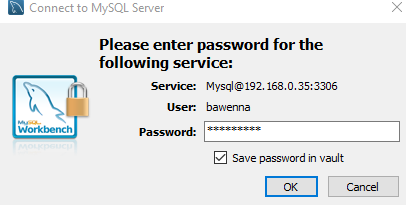 Connect to MySQL Server
Please enter password for the
following service:
Service: Mysql@192.168.0.35:3306
User: bawenna
Password: *********
MySQL
Workbench
Save password in vault
OK Cancel